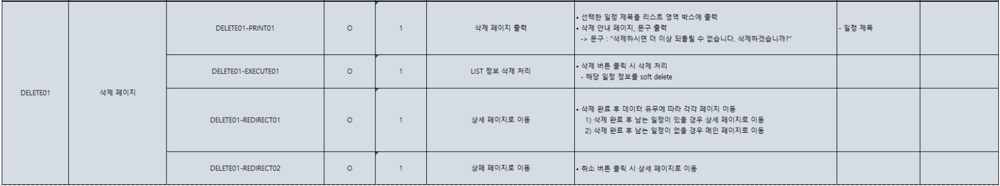 DELETE01
삭제 페이지
DELETE01-PRINT01
O
1
삭제 페이지 출력
• 선택한 일정 제목을 리스트 영역 박스에 출력
• 삭제 안내 페이지, 문구 출력
-> 문구 : "삭제하시면 더 이상 되돌릴 수 없습니다. 삭제하겠습니까?"
- 일정 제목
DELETE01-EXECUTE01
O
1
LIST 정보 삭제 처리
• 삭제 버튼 클릭 시 삭제 처리
- 해당 일정 정보를 soft delete
DELETE01-REDIRECT01
O
1
상세 페이지로 이동
• 삭제 완료 후 데이터 유무에 따라 각각 페이지 이동
1) 삭제 완료 후 남는 일정이 있을 경우 상세 페이지로 이동
2) 삭제 완료 후 남는 일정이 없을 경우 메인 페이지로 이동
DELETE01-REDIRECT02
O
1
상페 페이지로 이동
• 취소 버튼 클릭 시 상세 페이지로 이동